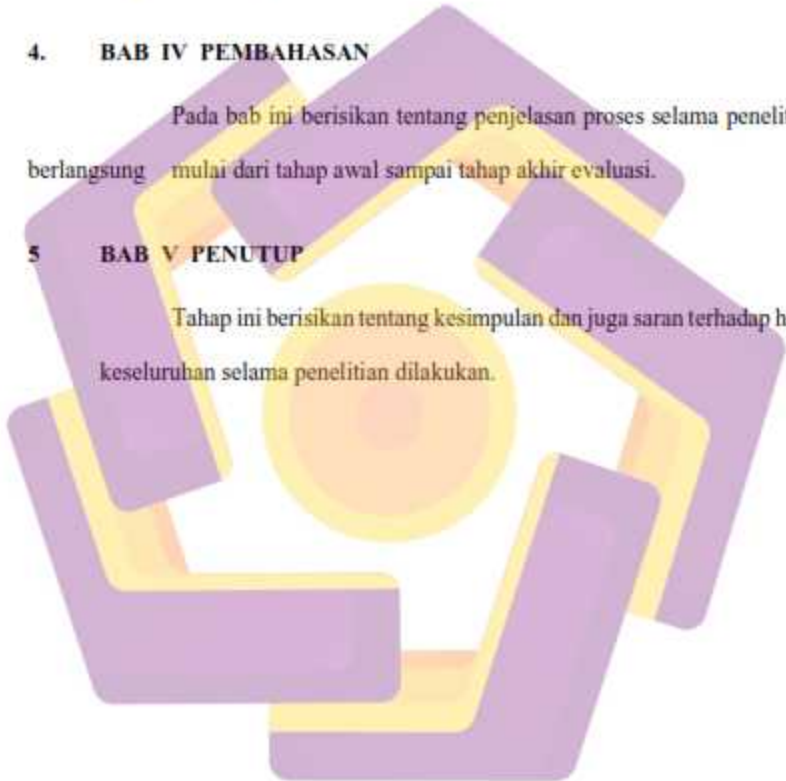 4. BAB IV PEMBAHASAN
Pada bab ini berisikan tentang penjelasan proses selama penelit
berlangsung mulai dari tahap awal sampai tahap akhir evaluasi.
5 BAB V PENUTUP
Tahap ini berisikan tentang kesimpulan dan juga saran terhadap h
keseluruhan selama penelitian dilakukan.